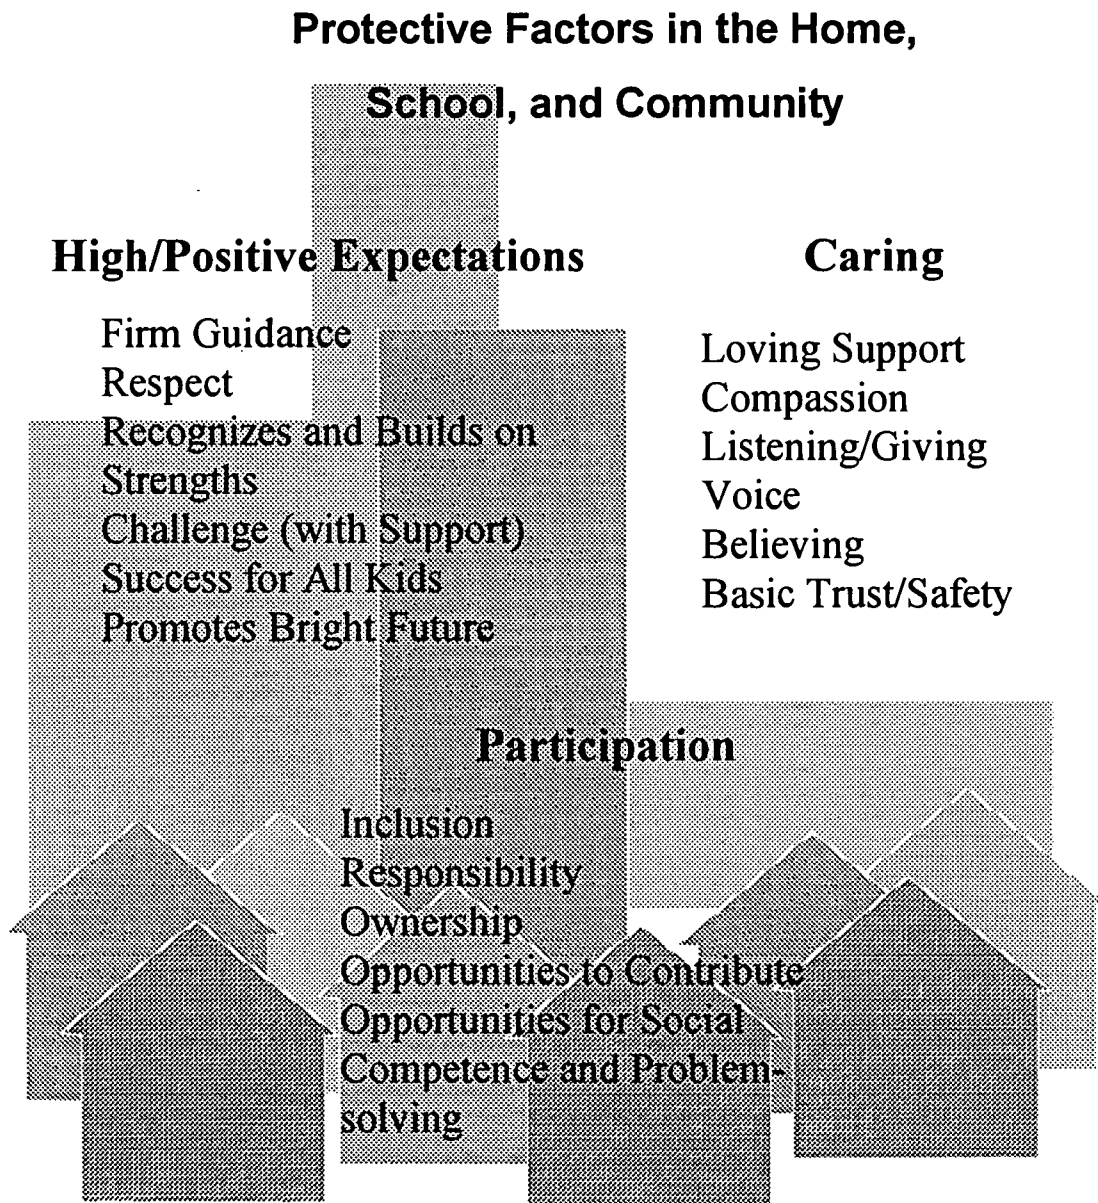 Protective Factors in the Home,
School, and Community
High/Positive Expectations
Firm Guidance
Respect
Recognizes and Builds on
Strengths
Challenge (with Support)
Success for All Kids
Promotes Bright Future
Caring
Loving Support
Compassion
Listening/Giving
Voice
Believing
Basic Trust/Safety
Participation
Inclusion
Responsibility
Ownership
Opportunities to Contribute
Opportunities for Social
Competence and Problem-
solving